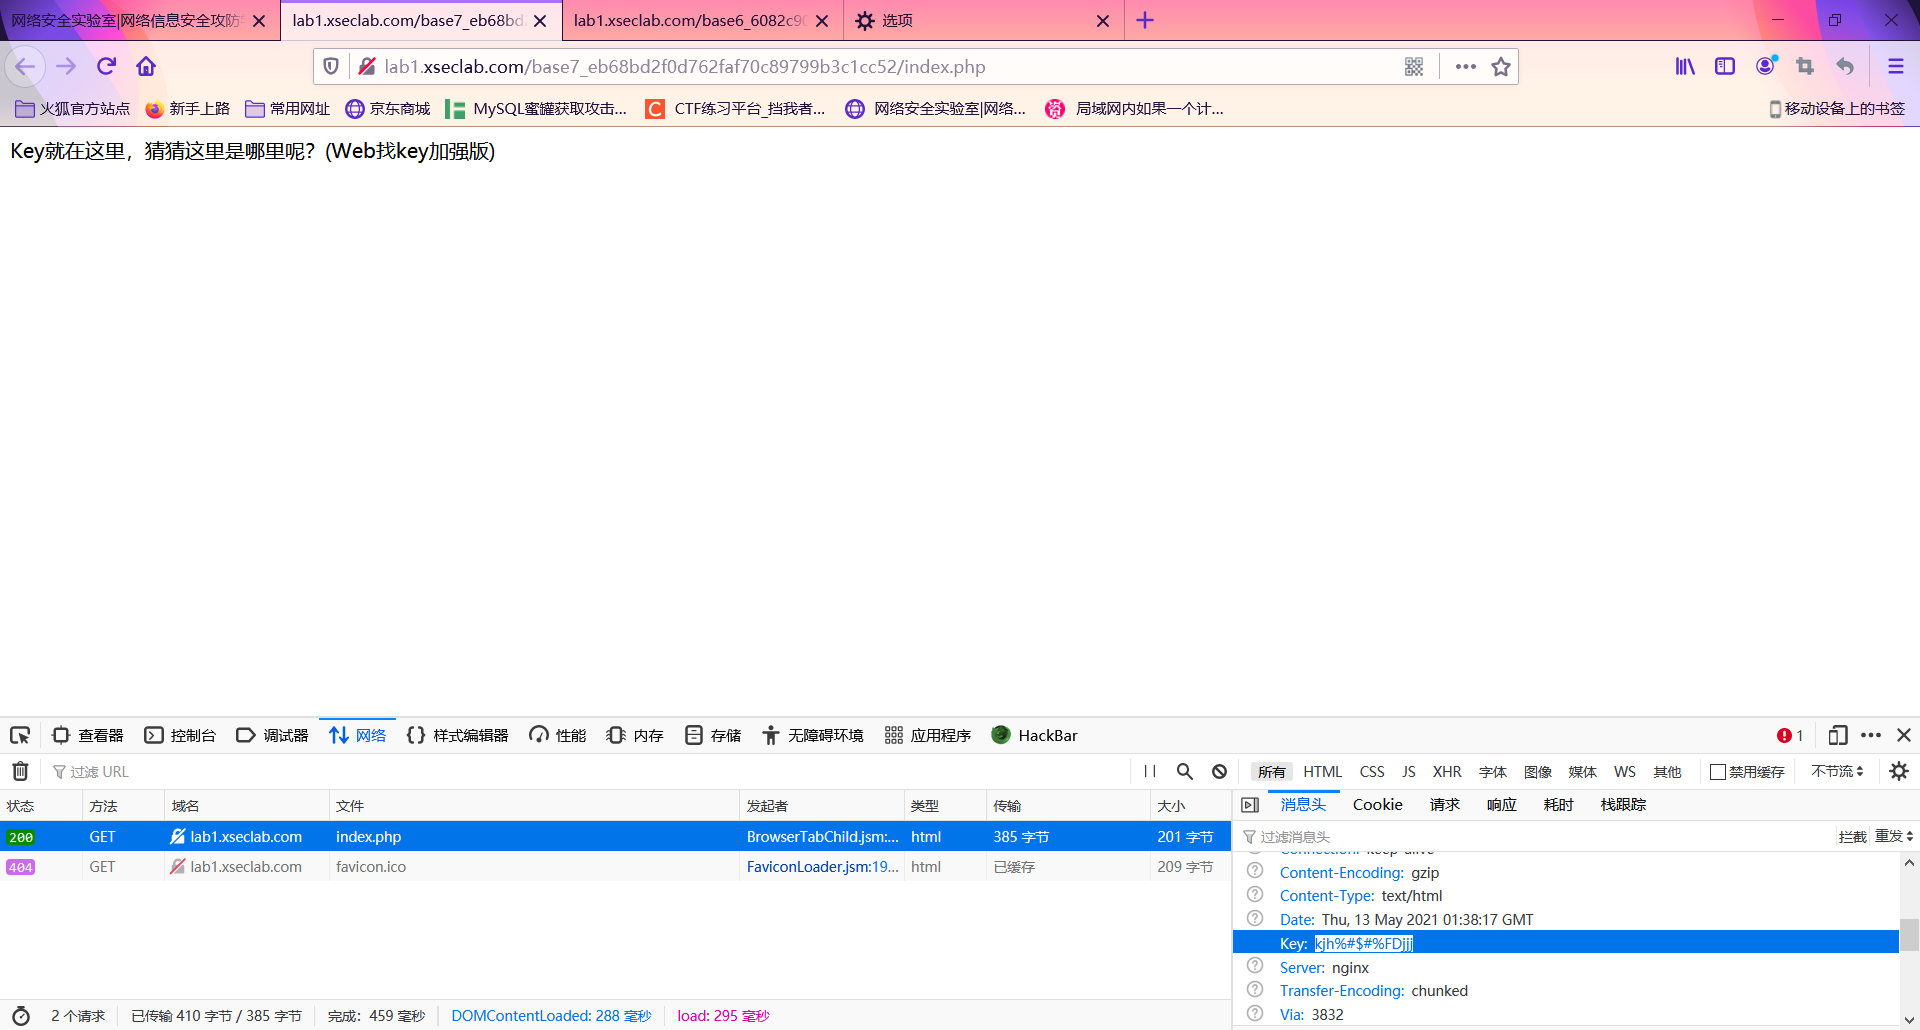 网络安全实验室|网络信息安全攻防 lab1.xseclab.com/base7_eb68bd lab1.xseclab.com/base6_6082c9 选项
lab1.xseclab.com/base7_eb68bd2f0d762faf70c89799b3c1cc52/index.php
火狐官方站点 新手上路 常用网址 京东商城 MySQL蜜罐获取攻击... CTF练习平台_挡我者... 网络安全实验室|网络... 资 局域网内如果一个计... 移动设备上的书签
Key就在这里，猜猜这里是哪里呢？(Web找key加强版)
查看器 控制台 调试器 网络 {} 样式编辑器 性能 内存 存储 无障碍环境 应用程序 HackBar 1
过滤 URL 所有 HTML CSS JS XHR 字体 图像 媒体 WS 其他 禁用缓存 不节流
状态 方法 域名 文件 发起者 类型 传输 大小 消息头 Cookie 请求 响应 耗时 栈跟踪
200 GET lab1.xseclab.com index.php BrowserTabChild.jsm:... html 385 字节 201 字节 过滤消息头 拦截 重发
404 GET lab1.xseclab.com favicon.ico FaviconLoader.jsm:19... html 已缓存 209 字节
Connection: keep-alive
Content-Encoding: gzip
Content-Type: text/html
Date: Thu, 13 May 2021 01:38:17 GMT
Key: kjh%#$#%FDjjj
Server: nginx
Transfer-Encoding: chunked
Via: 3832
2 个请求 已传输 410 字节 / 385 字节 完成：459 毫秒 DOMContentLoaded: 288 毫秒 load: 295 毫秒